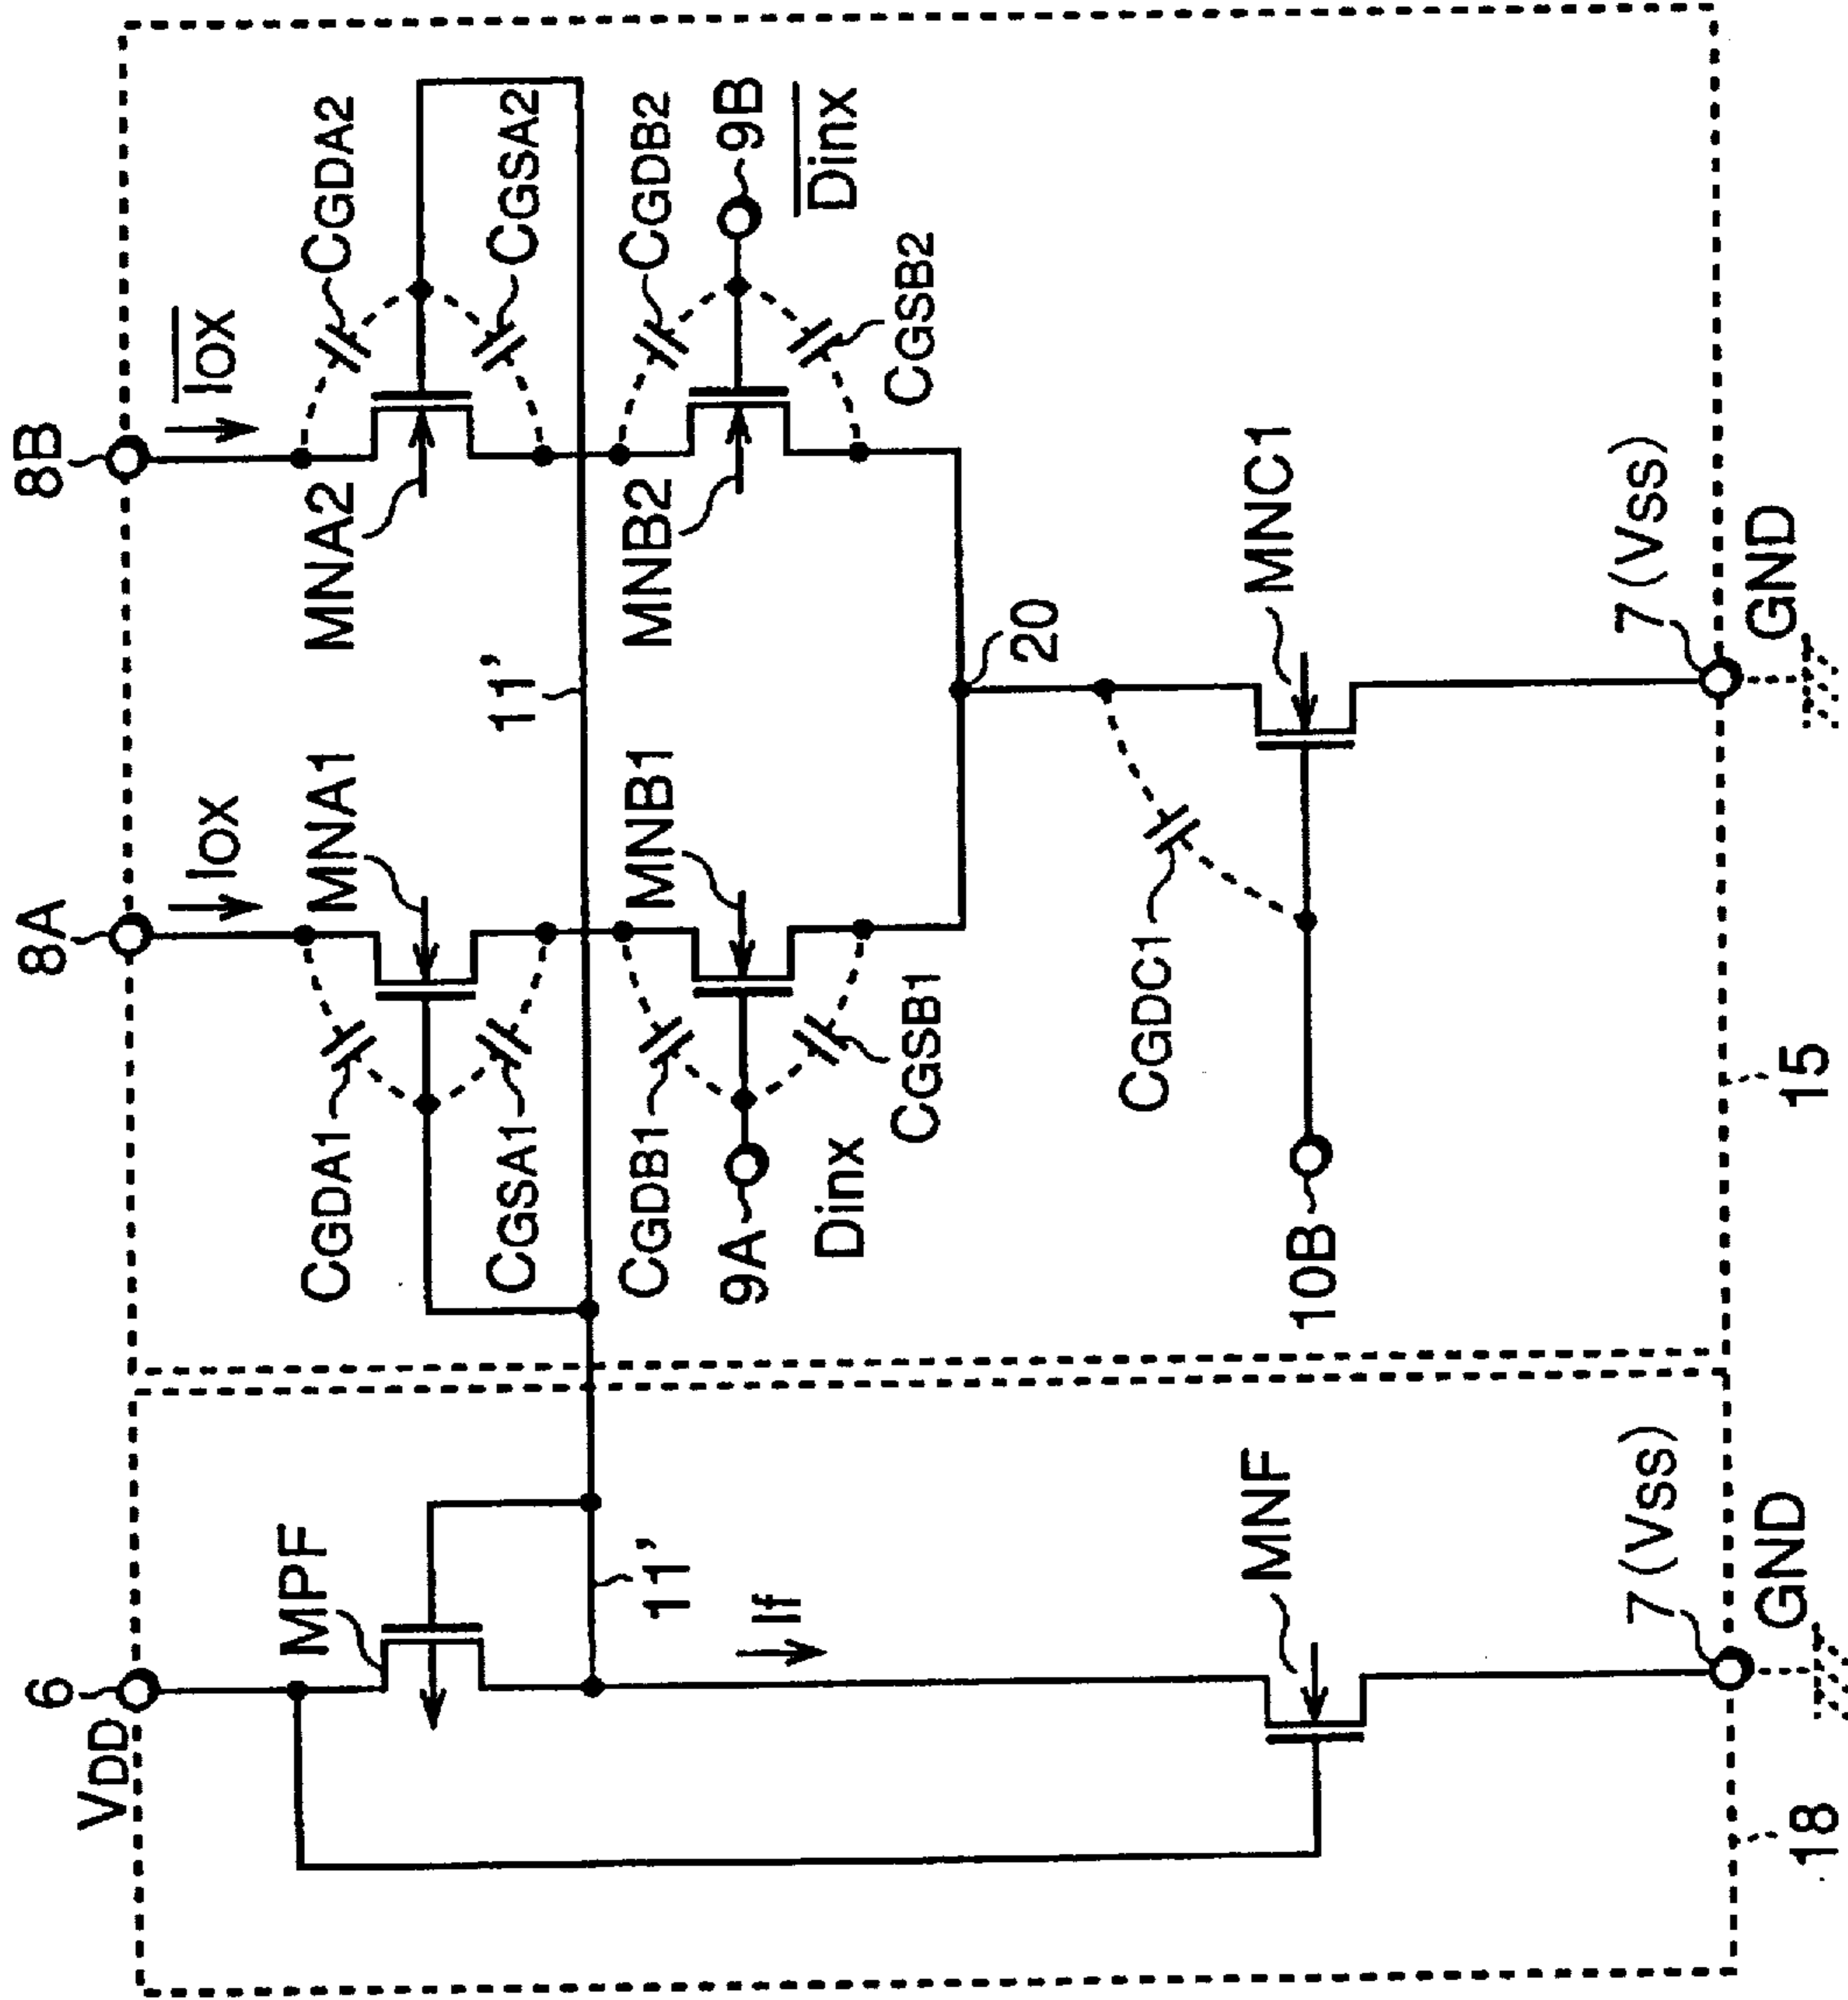 6
VDD
MPF
11'
If
MNF
7 (VSS)
GND
18
8A
IOX
MNA1
CGDA1
CGSA1
11'
MNB1
CGDB1
9A
Dinx
CGSB1
8B
IOX
MNA2
CGDA2
CGSA2
MNB2
CGDB2
9B
Dinx
CGSB2
20
CGDC1
MNC1
10B
7 (VSS)
GND
15